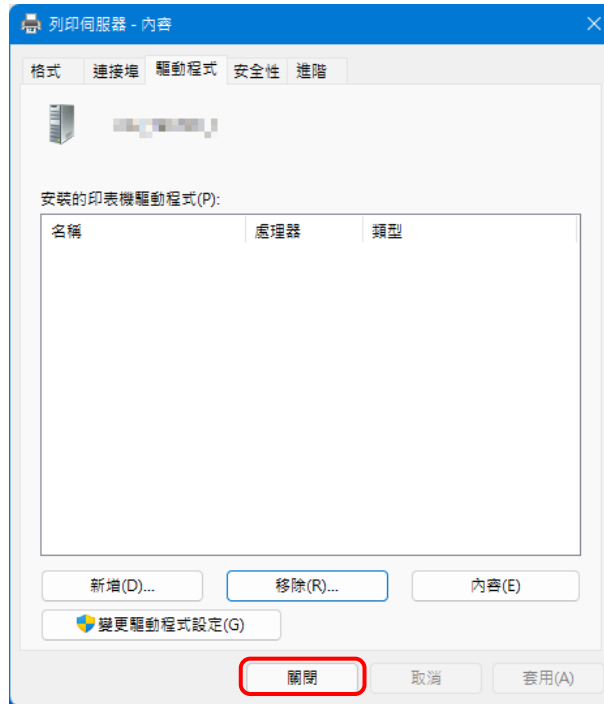 列印伺服器 - 內容
格式 連接埠 驅動程式 安全性 進階
安裝的印表機驅動程式(P):
名稱 處理器 類型
新增(D)... 移除(R)... 內容(E)
變更驅動程式設定(G)
關閉 取消 套用(A)